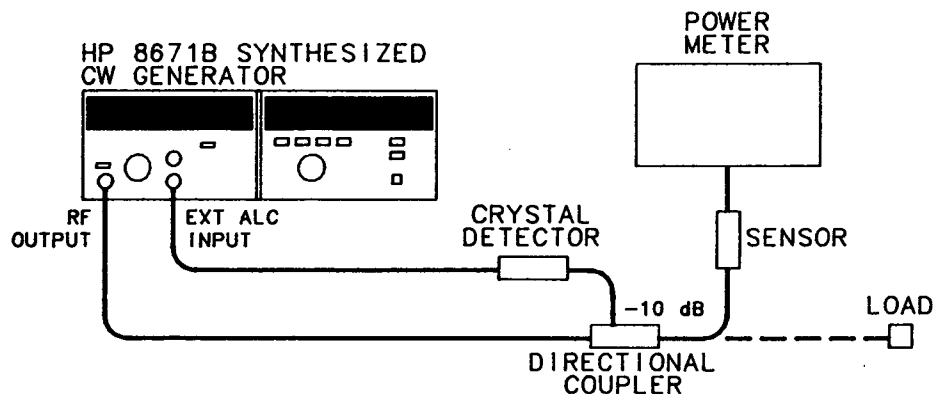 HP 8671B SYNTHESIZED
CW GENERATOR
POWER
METER
RF
OUTPUT
EXT ALC
INPUT
CRYSTAL
DETECTOR
SENSOR
-10 dB
LOAD
DIRECTIONAL
COUPLER